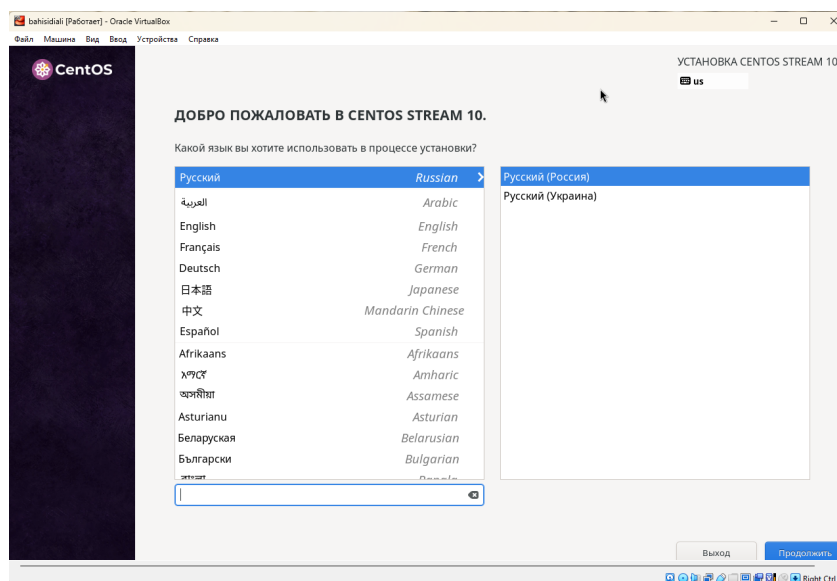 bahisidiali [Работает] - Oracle VirtualBox
Файл Машина Вид Ввод Устройства Справка
CentOS
УСТАНОВКА CENTOS STREAM 10
us
ДОБРО ПОЖАЛОВАТЬ В CENTOS STREAM 10.
Какой язык вы хотите использовать в процессе установки?
Русский Russian
العربية Arabic
English English
Français French
Deutsch German
日本語 Japanese
中文 Mandarin Chinese
Español Spanish
Afrikaans Afrikaans
አማርኛ Amharic
অসমীয়া Assamese
Asturianu Asturian
Беларуская Belarusian
Български Bulgarian
বাংলা Bangla
Русский (Россия)
Русский (Украина)
Выход Продолжить
Right Ctrl